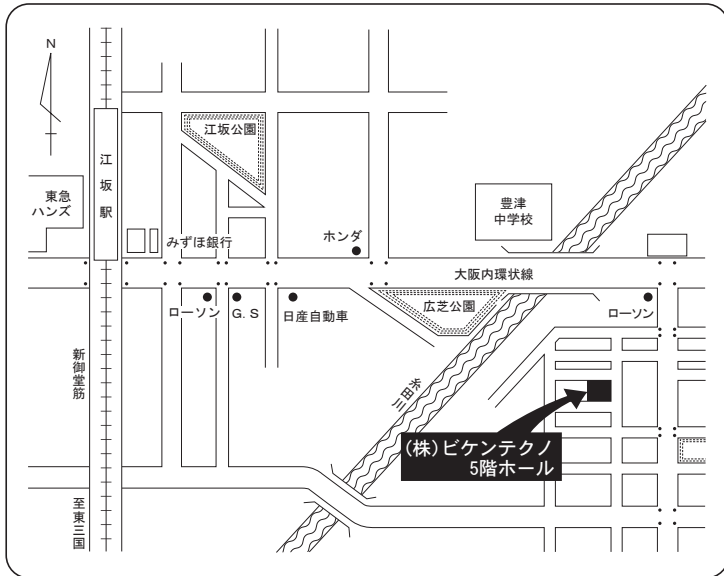 N
江坂公園
江坂駅
東急
ハンズ
豊津
中学校
みずほ銀行
ホンダ
大阪内環状線
広芝公園
ローソン
G.S
日産自動車
ローソン
新御堂筋
糸田川
(株)ビケンテクノ
5階ホール
至東三国